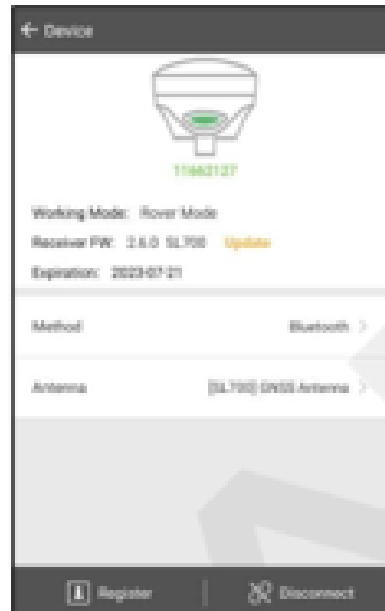 ← Device
11662127
Working Mode: Rover Mode
Receiver FW: 2.6.0 SL700 Update
Expiration: 2023-07-21
Method Bluetooth >
Antenna [SL700] GNSS Antenna >
Register Disconnect